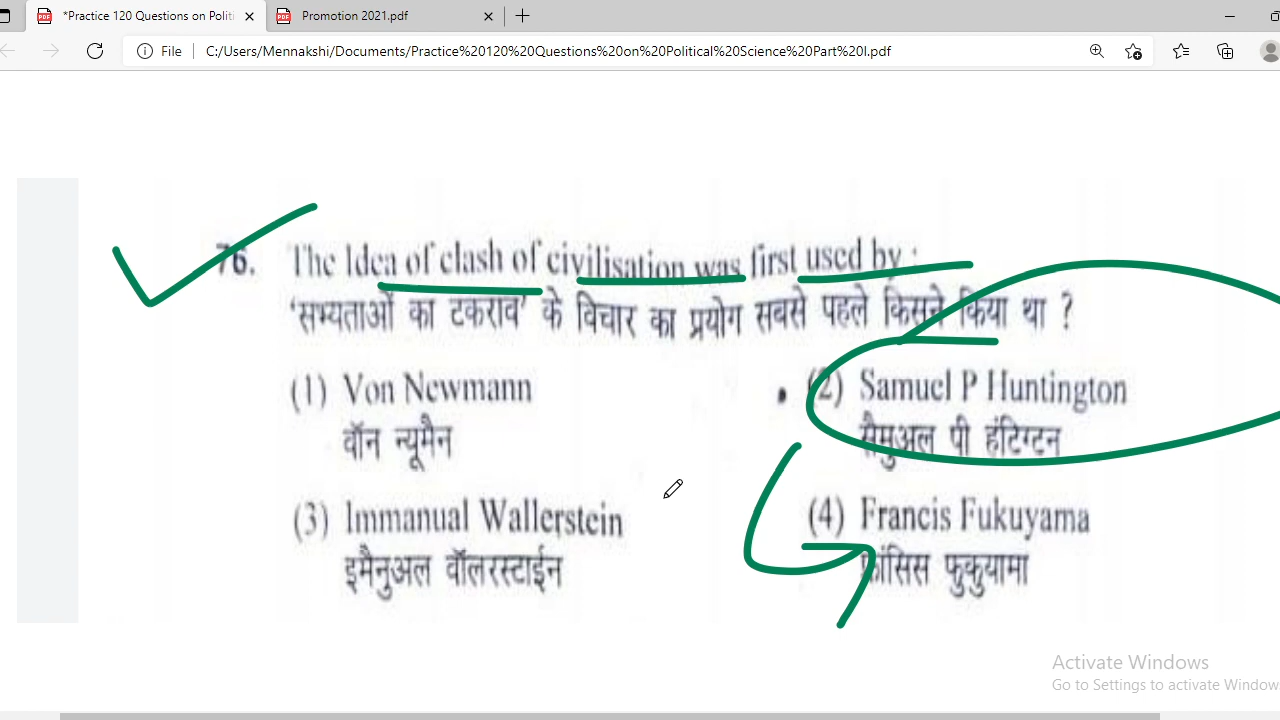 *Practice 120 Questions on Politi
Promotion 2021.pdf
File
C:/Users/Mennakshi/Documents/Practice%20120%20Questions%20on%20Political%20Science%20Part%20I.pdf
76. The Idea of clash of civilisation was first used by :
'सभ्यताओं का टकराव' के विचार का प्रयोग सबसे पहले किसने किया था ?
(1) Von Newmann
(2) Samuel P Huntington
वॉन न्यूमैन
सैमुअल पी हंटिंग्टन
(3) Immanual Wallerstein
(4) Francis Fukuyama
इमैनुअल वॉलरस्टाईन
फ्रांसिस फुकुयामा
Activate Windows
Go to Settings to activate Window